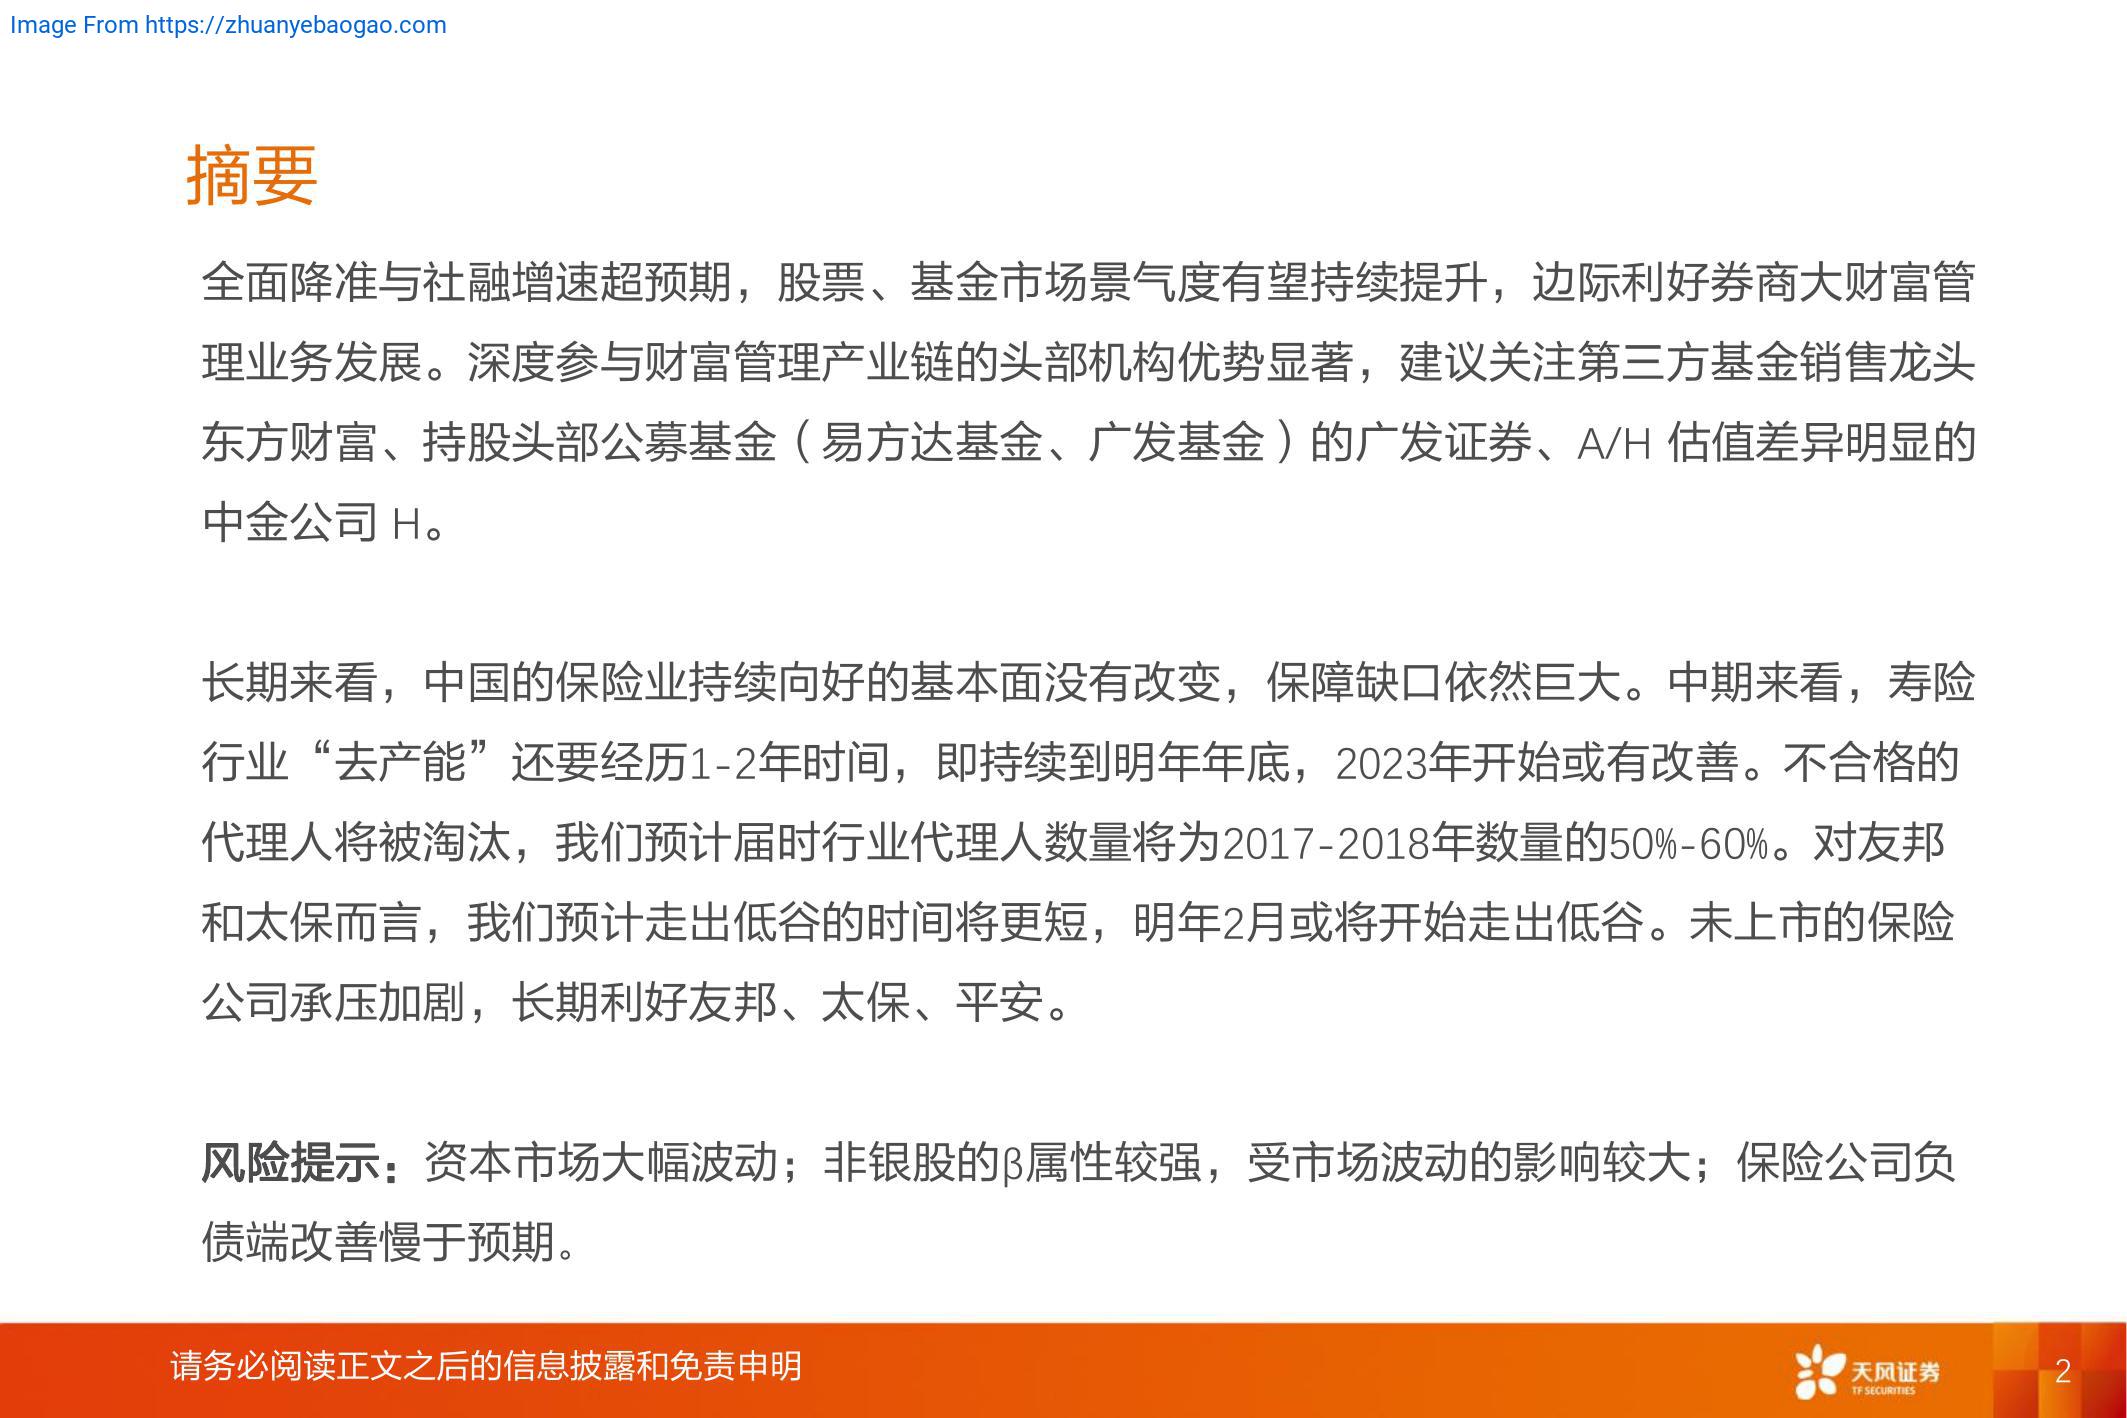 Image From https://zhuanyebaogao.com
摘要
全面降准与社融增速超预期，股票、基金市场景气度有望持续提升，边际利好券商大财富管
理业务发展。深度参与财富管理产业链的头部机构优势显著，建议关注第三方基金销售龙头
东方财富、持股头部公募基金（易方达基金、广发基金）的广发证券、A/H 估值差异明显的
中金公司 H。
长期来看，中国的保险业持续向好的基本面没有改变，保障缺口依然巨大。中期来看，寿险
行业“去产能”还要经历1-2年时间，即持续到明年年底，2023年开始或有改善。不合格的
代理人将被淘汰，我们预计届时行业代理人数量将为2017-2018年数量的50%-60%。对友邦
和太保而言，我们预计走出低谷的时间将更短，明年2月或将开始走出低谷。未上市的保险
公司承压加剧，长期利好友邦、太保、平安。
风险提示：资本市场大幅波动；非银股的β属性较强，受市场波动的影响较大；保险公司负
债端改善慢于预期。
请务必阅读正文之后的信息披露和免责申明
天风证券
TF SECURITIES
2